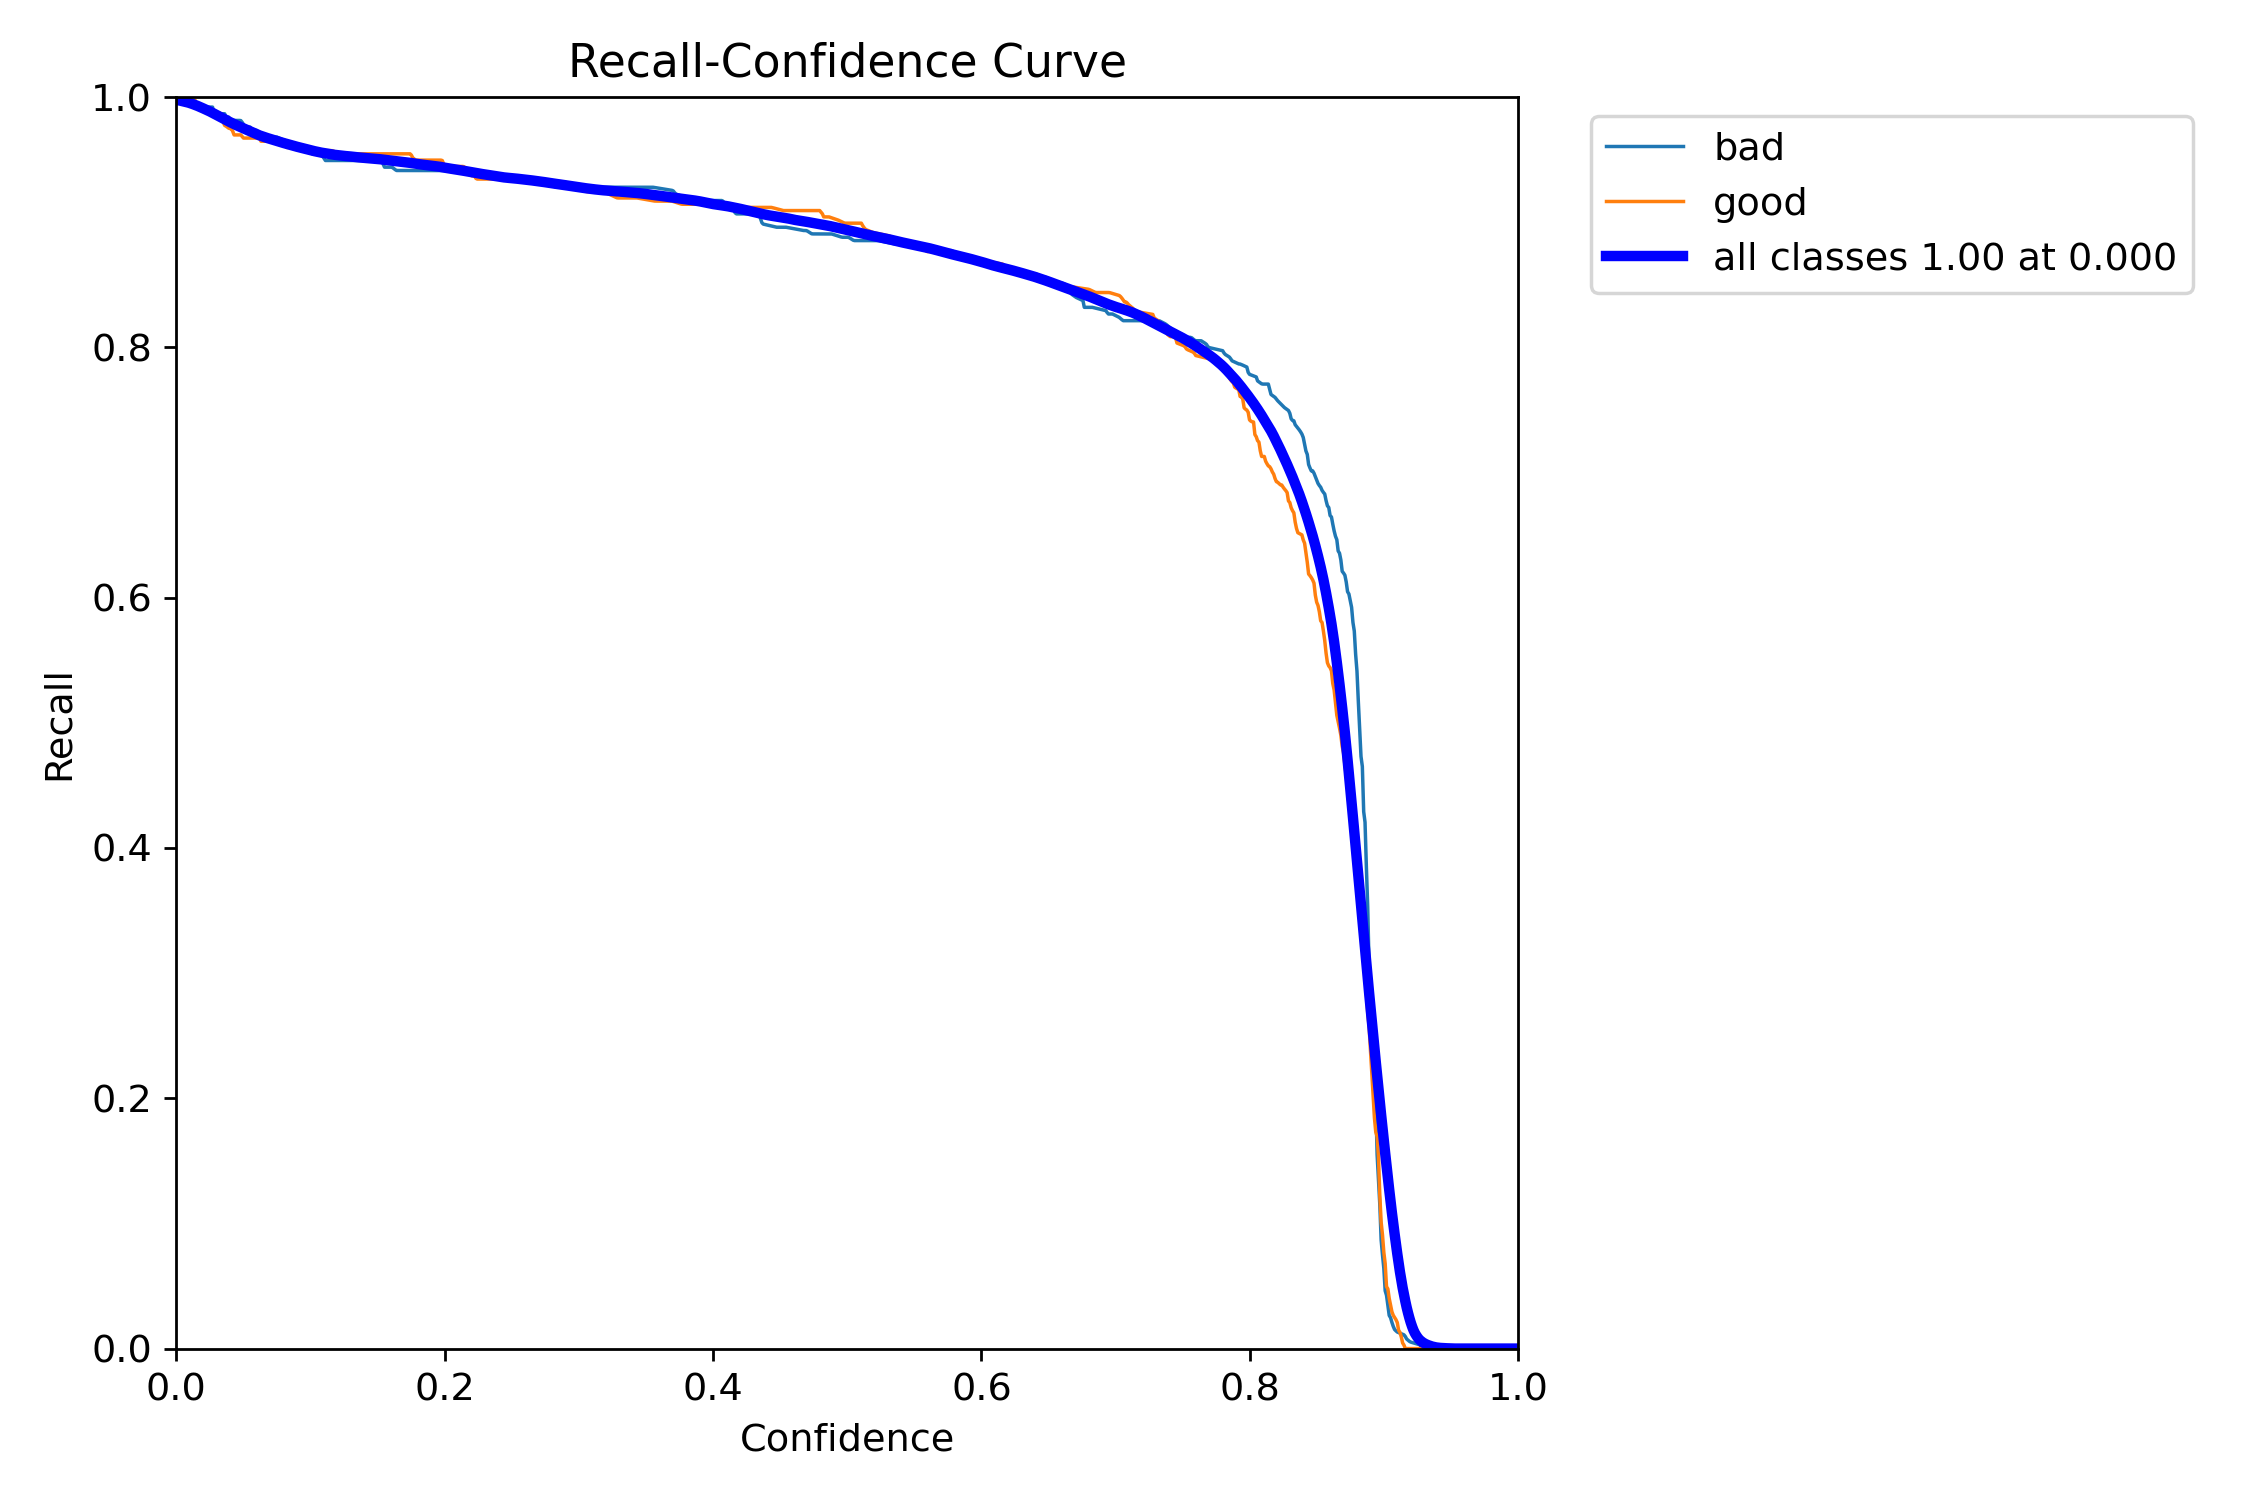 Recall-Confidence Curve
1.0
0.8
0.6
0.4
0.2
0.0
Recall
0.0 0.2 0.4 0.6 0.8 1.0
Confidence
bad
good
all classes 1.00 at 0.000